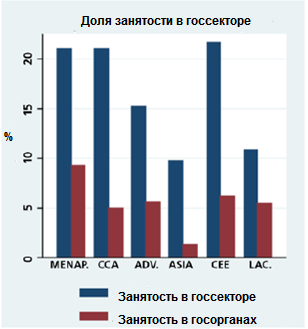 Доля занятости в госсекторе
20
15
%
10
5
0
MENAP. CCA ADV. ASIA CEE LAC.
Занятость в госсекторе
Занятость в госорганах